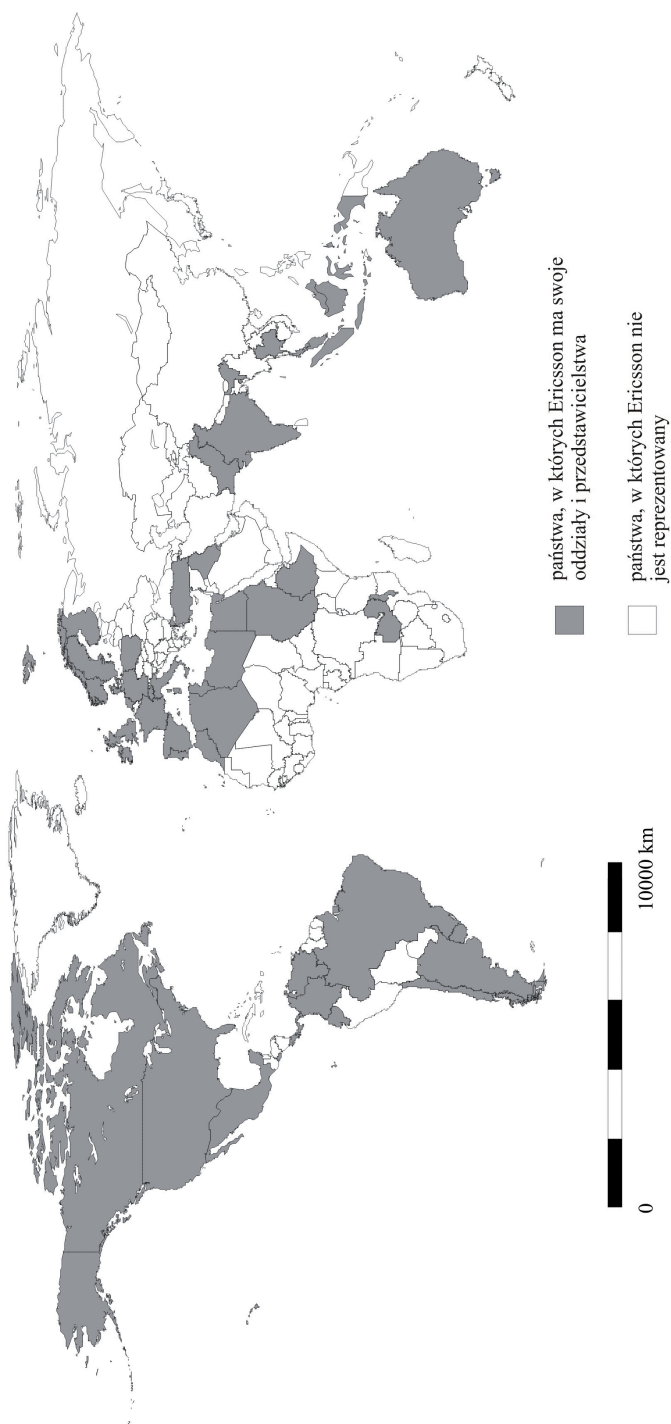 państwa, w których Ericsson ma swoje
oddziały i przedstawicielstwa
państwa, w których Ericsson nie
jest reprezentowany
0
10000 km